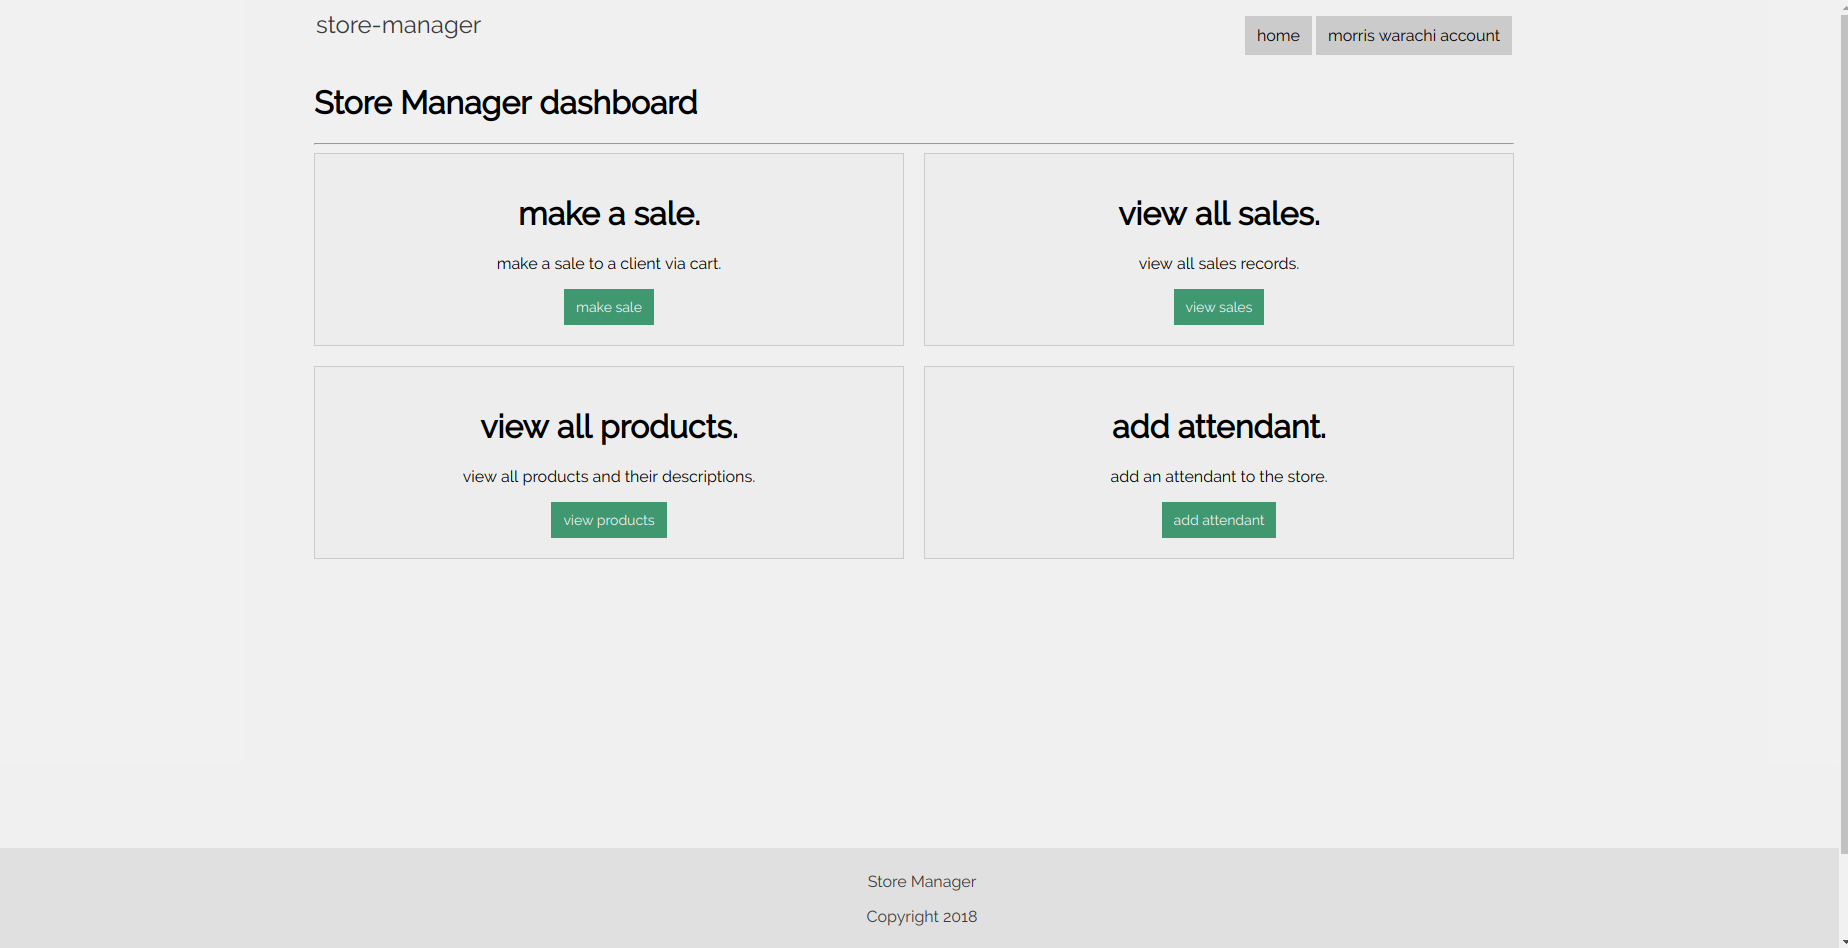 store-manager
home
morris warachi account
Store Manager dashboard
make a sale.
make a sale to a client via cart.
make sale
view all sales.
view all sales records.
view sales
view all products.
view all products and their descriptions.
view products
add attendant.
add an attendant to the store.
add attendant
Store Manager
Copyright 2018